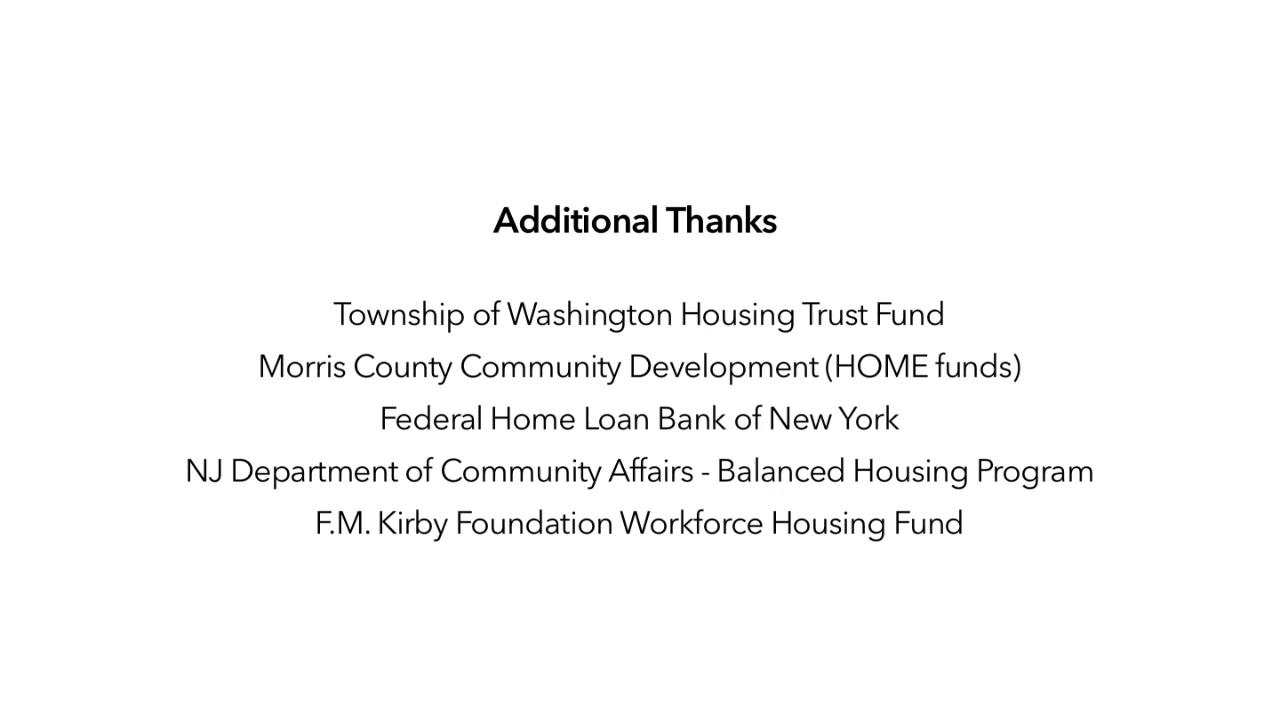 Additional Thanks
Township of Washington Housing Trust Fund
Morris County Community Development (HOME funds)
Federal Home Loan Bank of New York
NJ Department of Community Affairs - Balanced Housing Program
F.M. Kirby Foundation Workforce Housing Fund